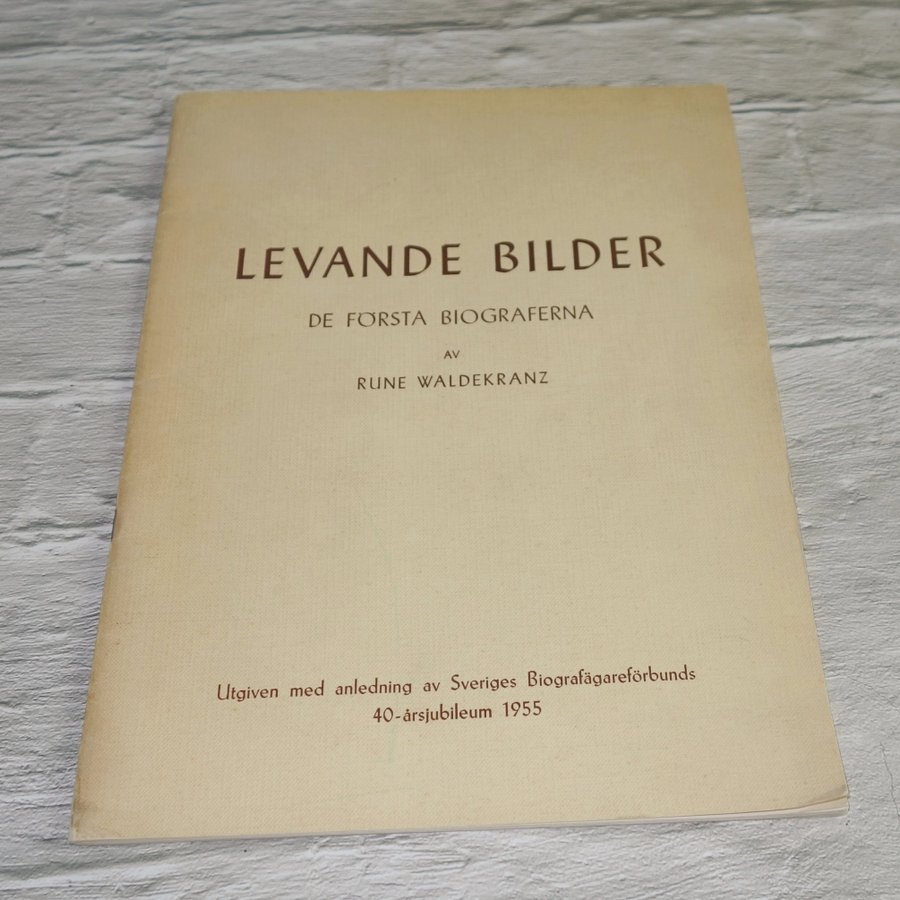 LEVANDE BILDER
DE FÖRSTA BIOGRAFERNA
AV
RUNE WALDEKRANZ
Utgiven med anledning av Sveriges Biografägareförbunds
40-årsjubileum 1955